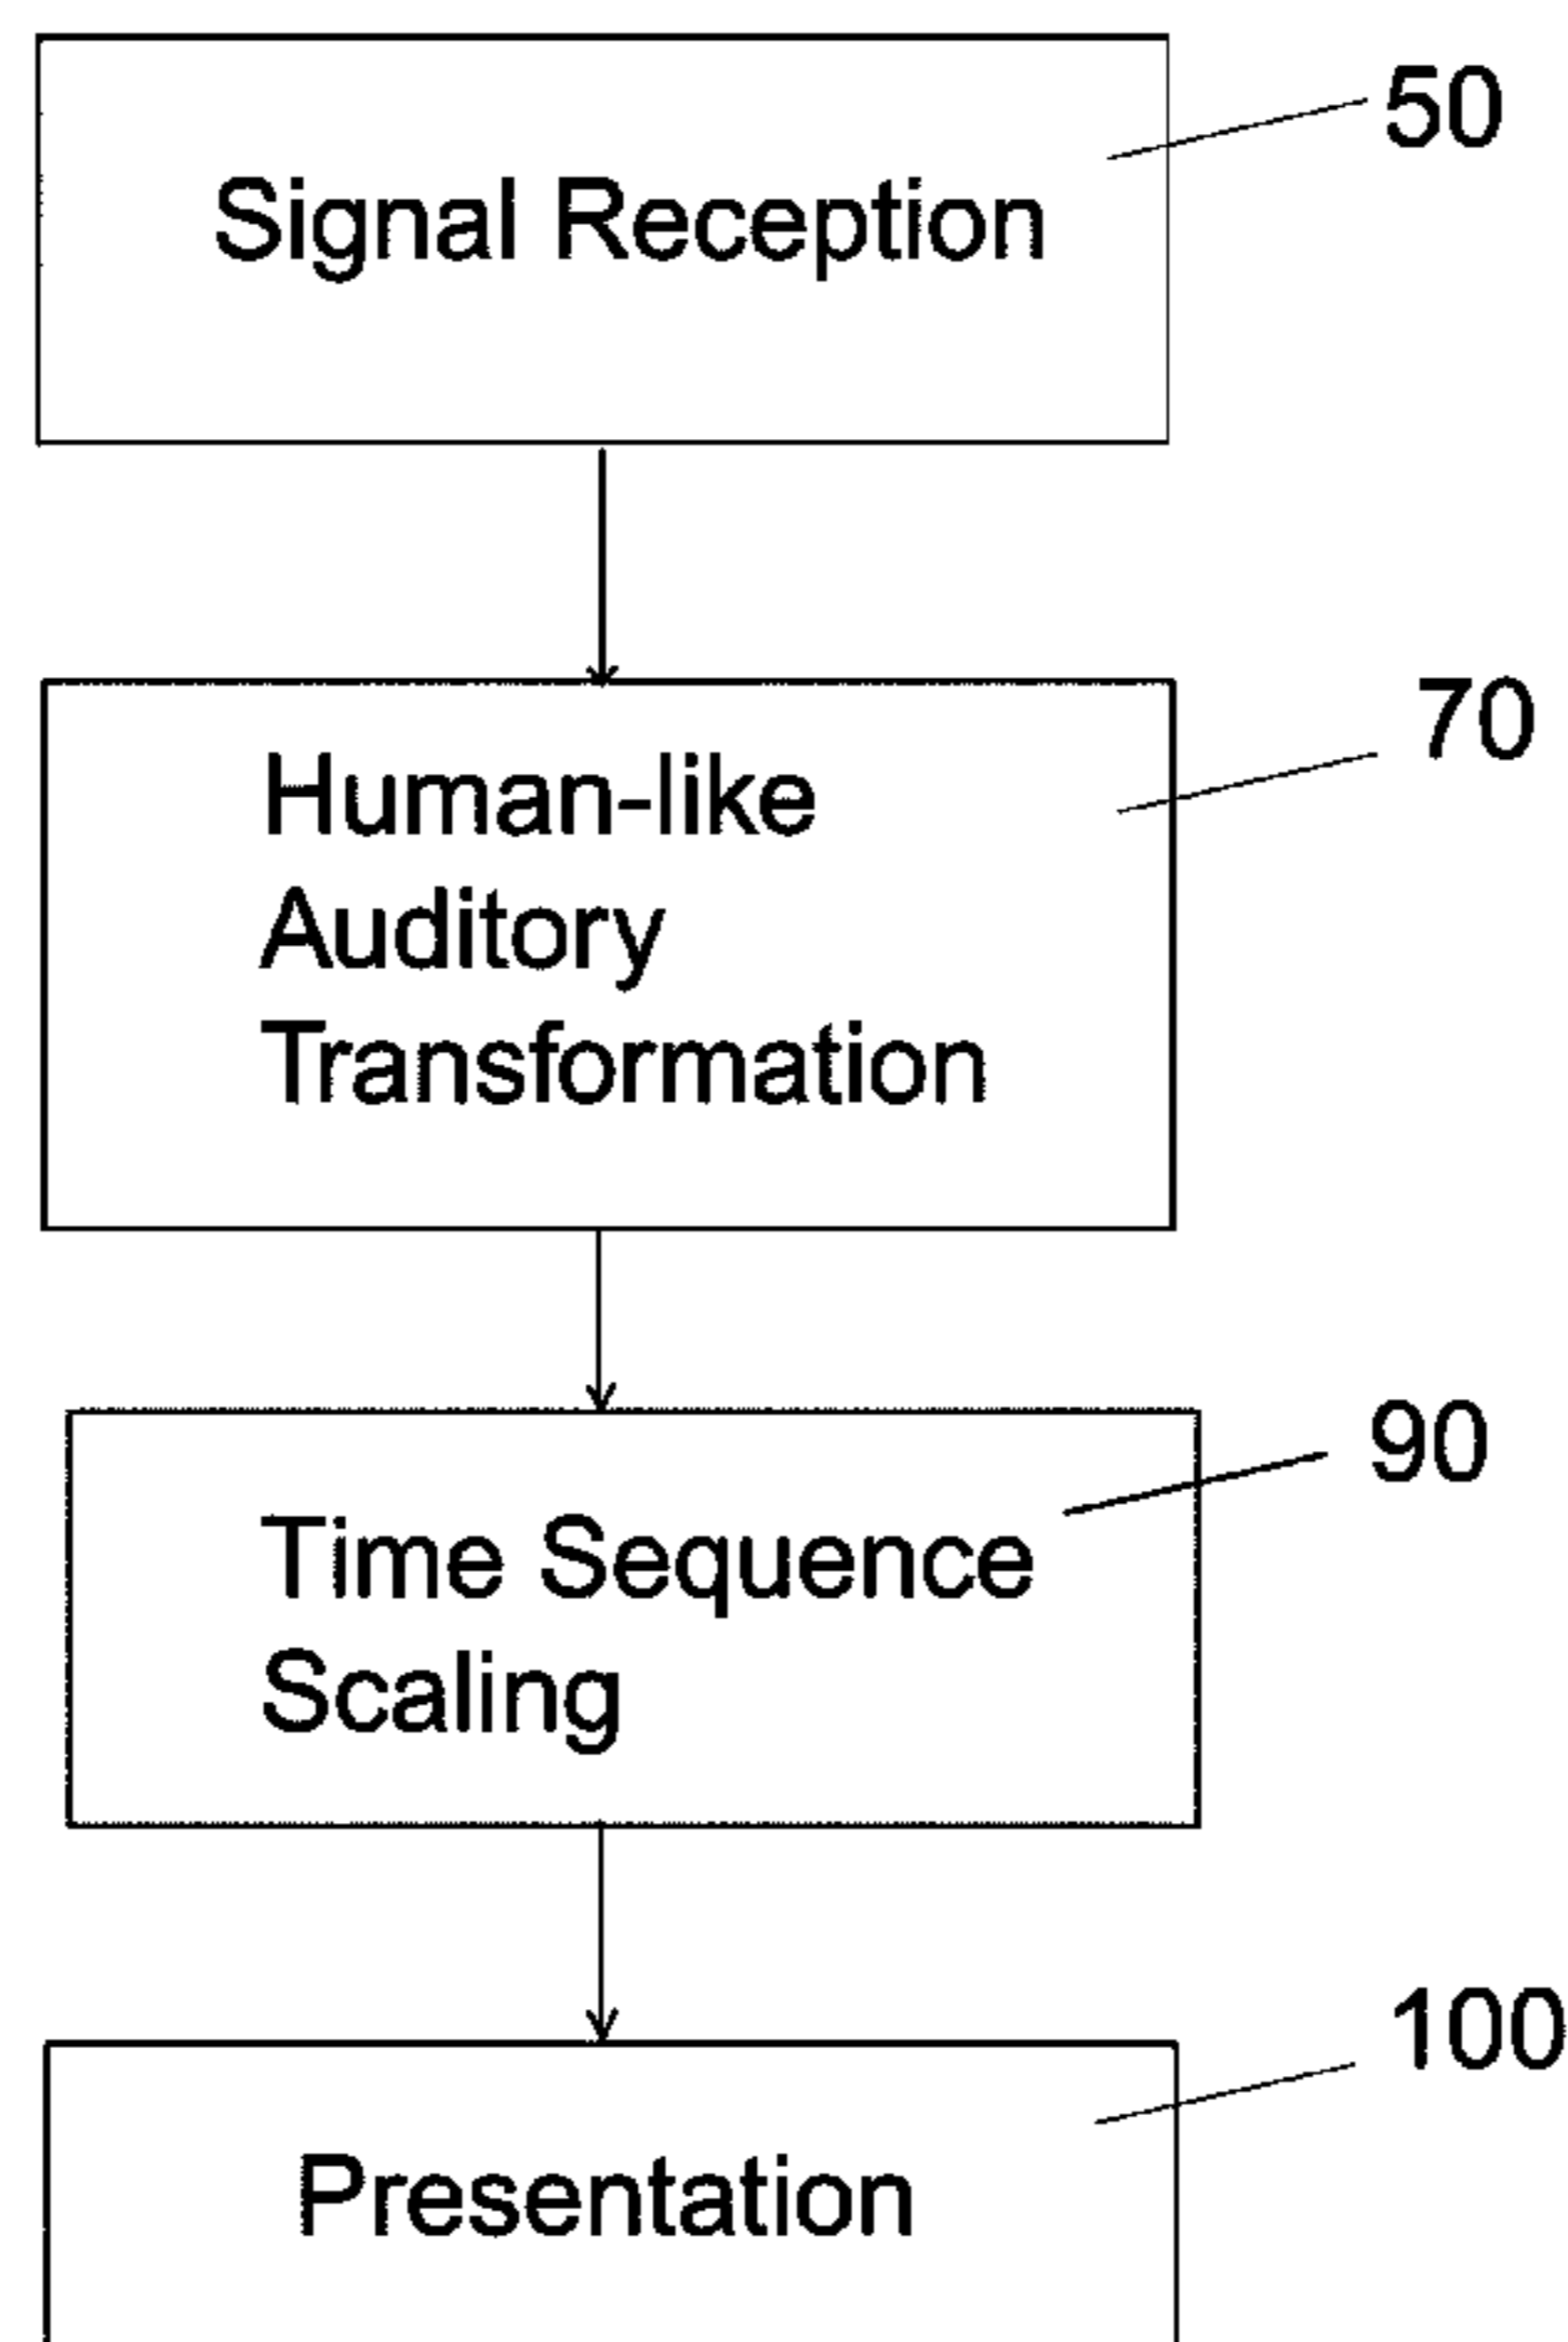 50
Signal Reception
70
Human-like
Auditory
Transformation
90
Time Sequence
Scaling
100
Presentation